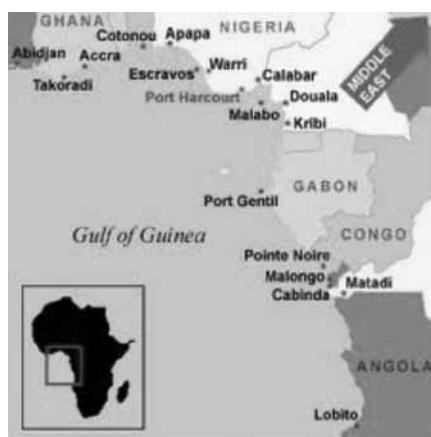 GHANA
NIGERIA
Cotonou
Apapa
Abidjan
Accra
Takoradi
Escravos
Warri
Calabar
Port Harcourt
Malabo
Douala
Kribi
MIDDLE
EAST
GABON
Port Gentil
Gulf of Guinea
CONGO
Pointe Noire
Malongo
Cabinda
Matadi
ANGOLA
Lobito